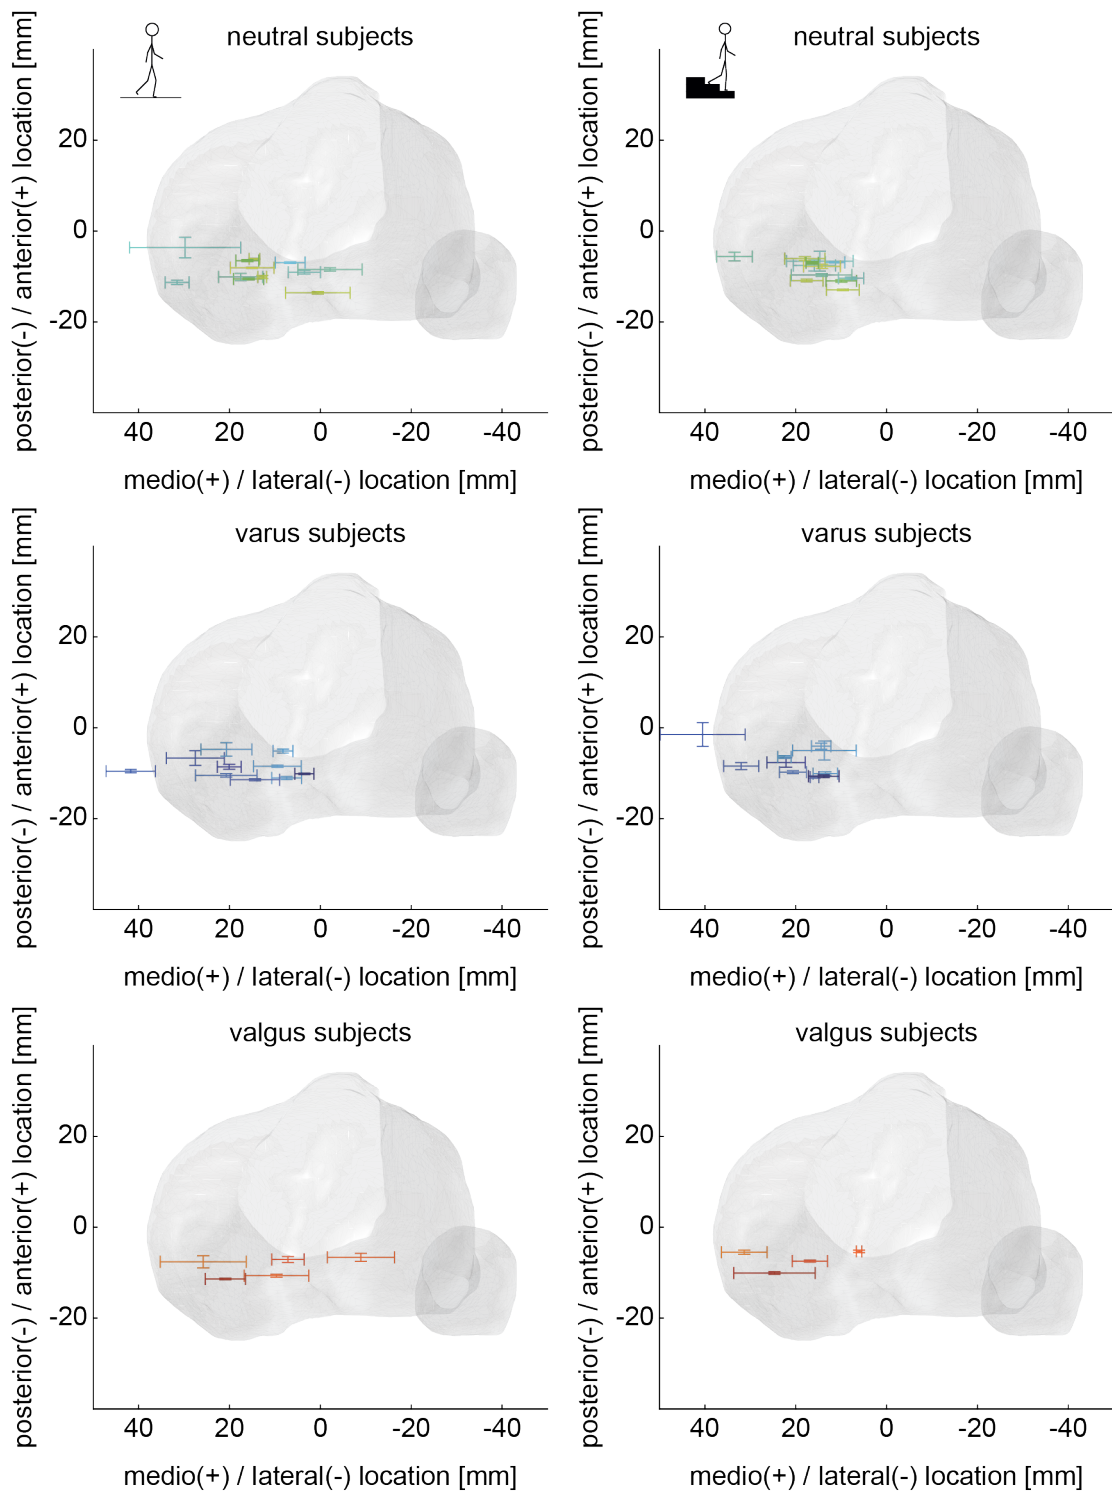 neutral subjects
posterior(-) / anterior(+) location [mm]
20
0
-20
40 20 0 -20 -40
medio(+) / lateral(-) location [mm]
neutral subjects
posterior(-) / anterior(+) location [mm]
20
0
-20
40 20 0 -20 -40
medio(+) / lateral(-) location [mm]
varus subjects
posterior(-) / anterior(+) location [mm]
20
0
-20
40 20 0 -20 -40
medio(+) / lateral(-) location [mm]
varus subjects
posterior(-) / anterior(+) location [mm]
20
0
-20
40 20 0 -20 -40
medio(+) / lateral(-) location [mm]
valgus subjects
posterior(-) / anterior(+) location [mm]
20
0
-20
40 20 0 -20 -40
medio(+) / lateral(-) location [mm]
valgus subjects
posterior(-) / anterior(+) location [mm]
20
0
-20
40 20 0 -20 -40
medio(+) / lateral(-) location [mm]